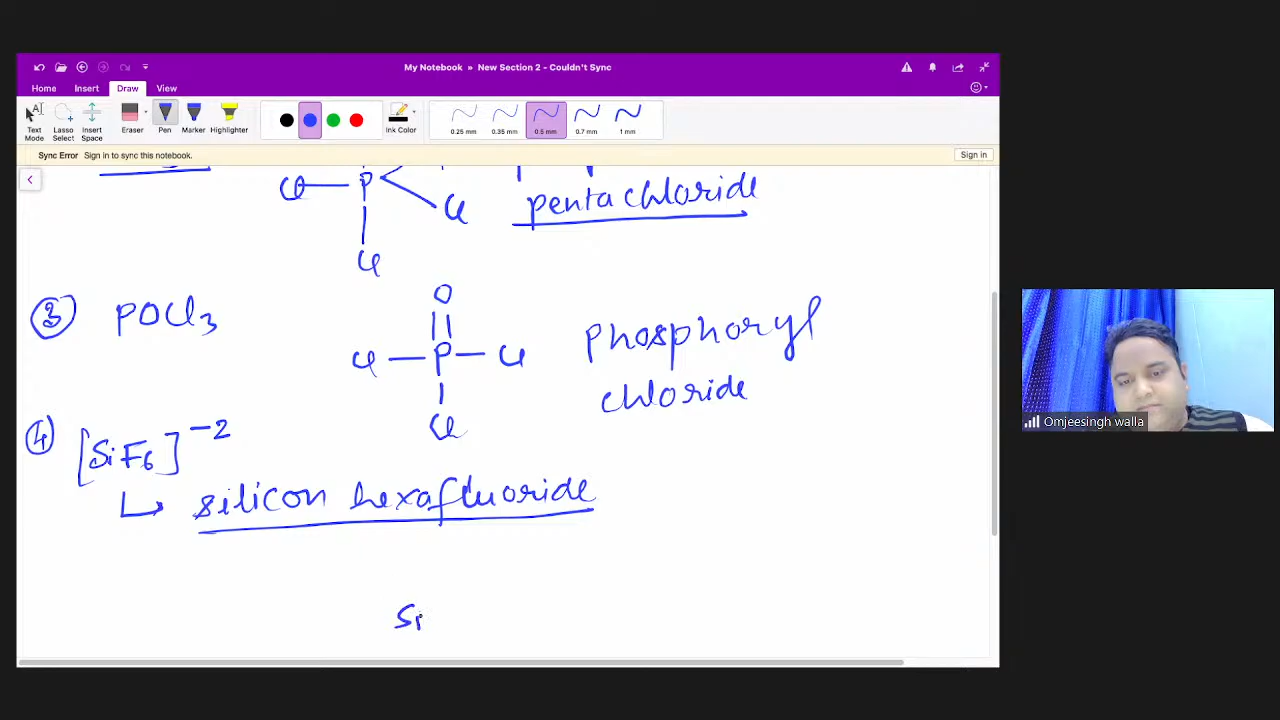 My Notebook » New Section 2 - Couldn't Sync
Home Insert Draw View
Text Mode
Lasso Select
Insert Space
Eraser
Pen
Marker
Highlighter
Ink Color
0.25 mm
0.35 mm
0.5 mm
0.7 mm
1 mm
Sync Error Sign in to sync this notebook. Sign in
Cl P Cl pentachloride
Cl
③ POCl3
O
Cl P Cl
Cl
Phosphoryl
chloride
④ [SiF6]-2
↳ silicon hexafluoride
Si
Omjeesingh walla